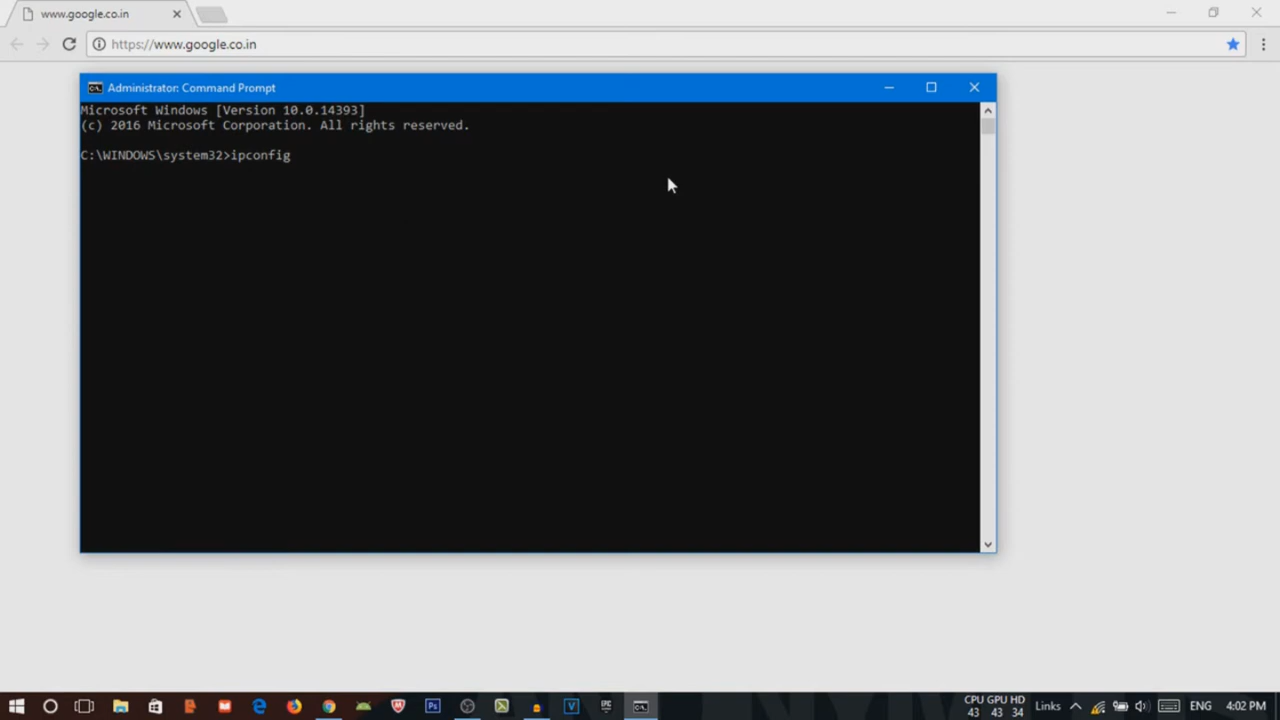 www.google.co.in
https://www.google.co.in
Administrator: Command Prompt
Microsoft Windows [Version 10.0.14393]
(c) 2016 Microsoft Corporation. All rights reserved.
C:\WINDOWS\system32>ipconfig
CPU GPU HD
43 43 34
Links
ENG
4:02 PM